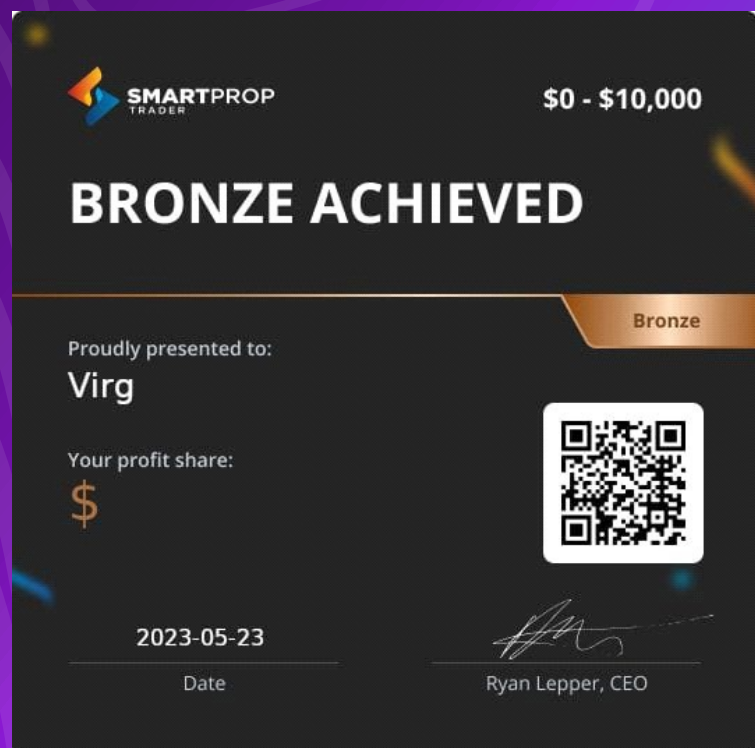 SMARTPROP
TRADER
$0 - $10,000
BRONZE ACHIEVED
Bronze
Proudly presented to:
Virg
Your profit share:
$
2023-05-23
Date
Ryan Lepper, CEO